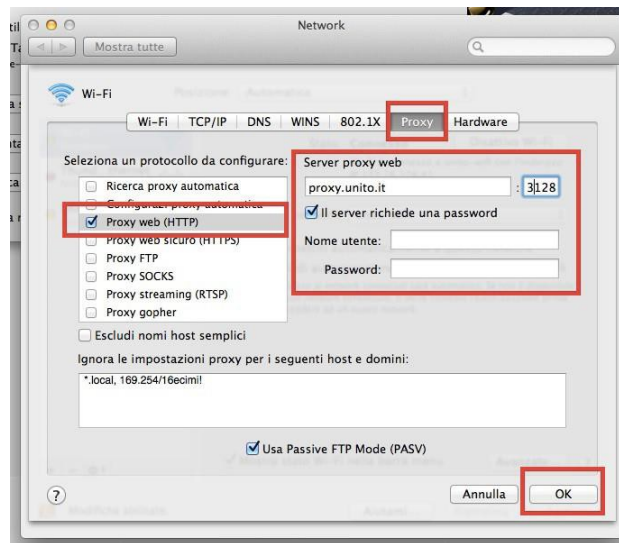 Network
Mostra tutte
Wi-Fi
Wi-Fi TCP/IP DNS WINS 802.1X Proxy Hardware
Seleziona un protocollo da configurare:
Ricerca proxy automatica
Configurazi proxy automatica
Proxy web (HTTP)
Proxy web sicuro (HTTPS)
Proxy FTP
Proxy SOCKS
Proxy streaming (RTSP)
Proxy gopher
Server proxy web
proxy.unito.it : 3128
Il server richiede una password
Nome utente:
Password:
Escludi nomi host semplici
Ignora le impostazioni proxy per i seguenti host e domini:
*.local, 169.254/16ecimi!
Usa Passive FTP Mode (PASV)
? Annulla OK